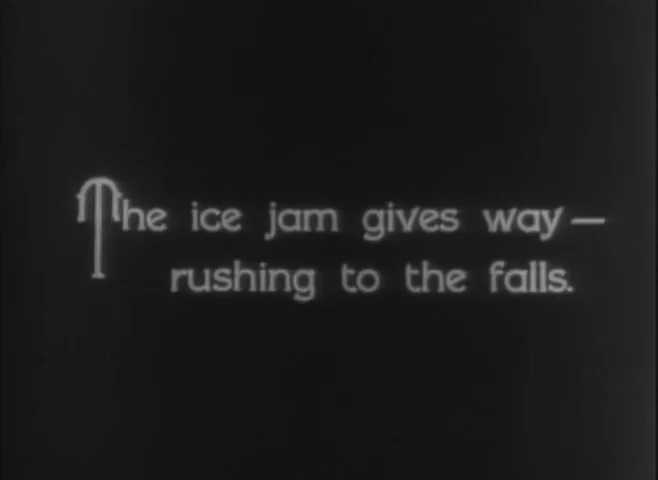 The ice jam gives way—
rushing to the falls.